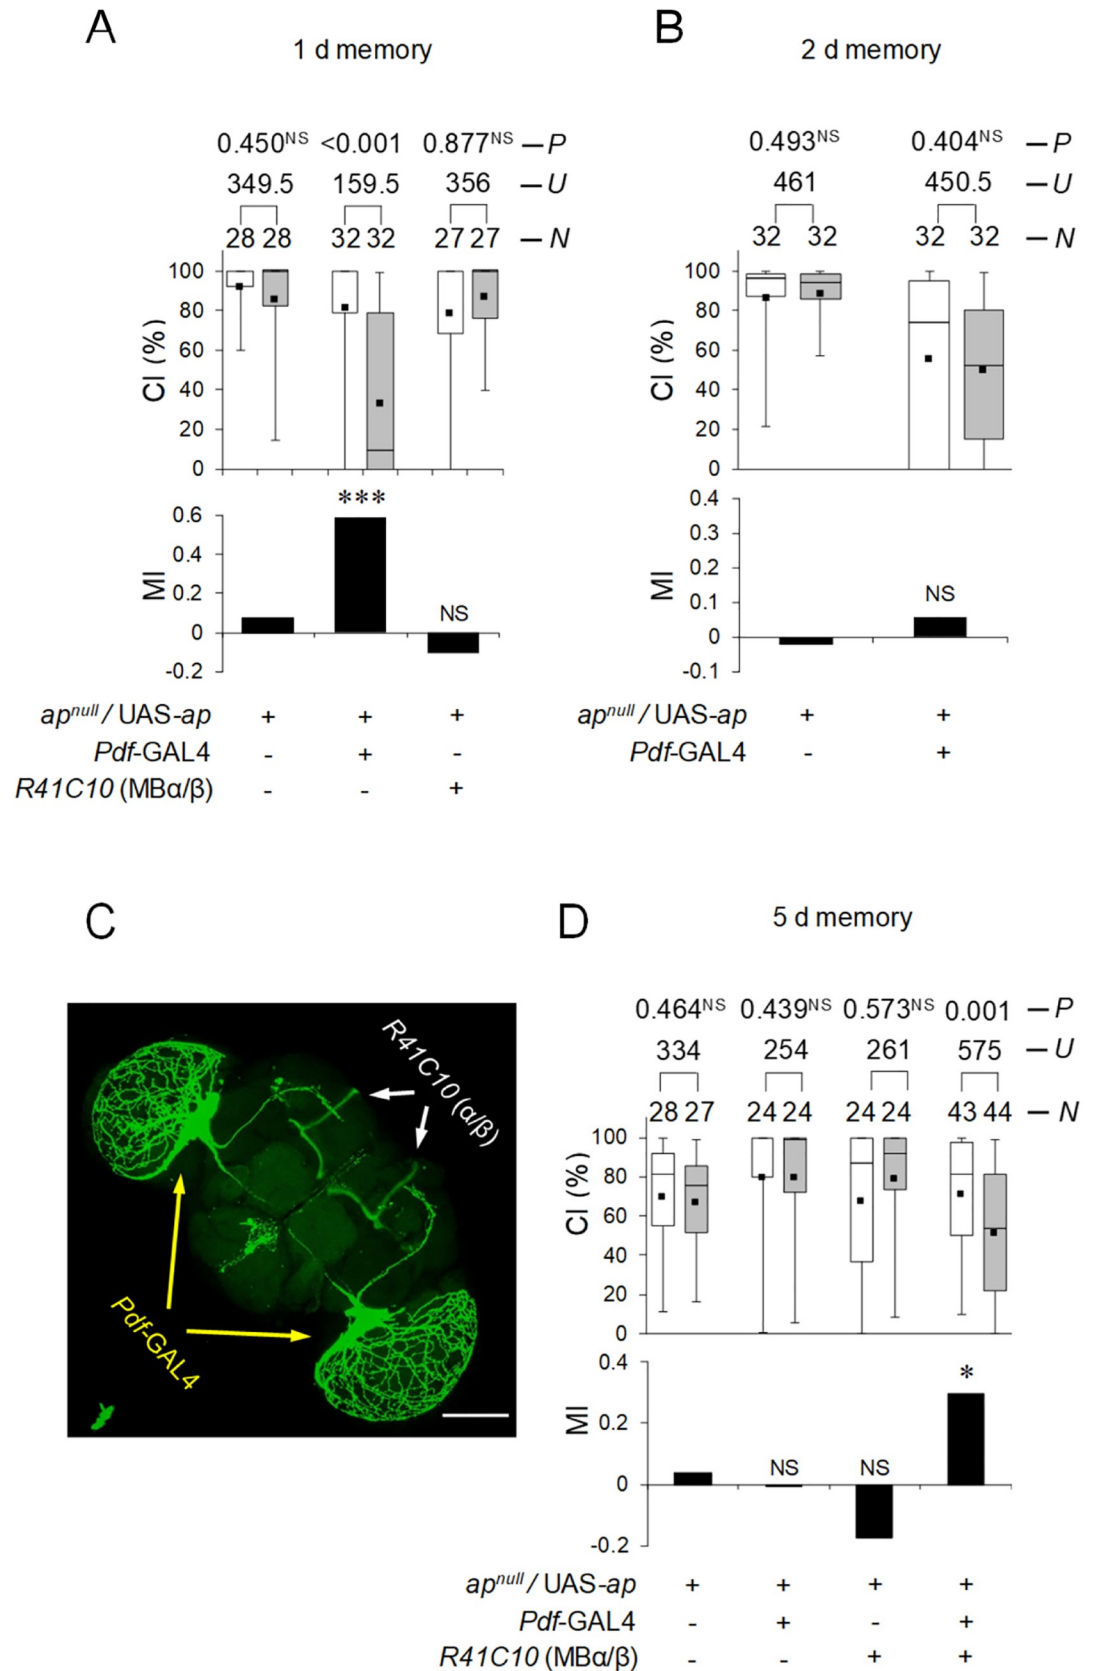 A
1 d memory
0.450NS <0.001 0.877NS – P
349.5 159.5 356 – U
28 28 32 32 27 27 – N
100
80
60
40
20
0
CI (%)
***
0.6
0.4
0.2
0
-0.2
MI
NS
apnull / UAS-ap + + +
Pdf-GAL4 - + -
R41C10 (MBα/β) - - +
B
2 d memory
0.493NS 0.404NS – P
461 450.5 – U
32 32 32 32 – N
100
80
60
40
20
0
CI (%)
0.4
0.3
0.2
0.1
0
-0.1
MI
NS
apnull / UAS-ap + +
Pdf-GAL4 - +
C
R41C10 (α/β)
Pdf-GAL4
D
5 d memory
0.464NS 0.439NS 0.573NS 0.001 – P
334 254 261 575 – U
28 27 24 24 24 24 43 44 – N
100
80
60
40
20
0
CI (%)
0.4
0.2
0
-0.2
MI
NS NS *
apnull / UAS-ap + + + +
Pdf-GAL4 - + - +
R41C10 (MBα/β) - - + +